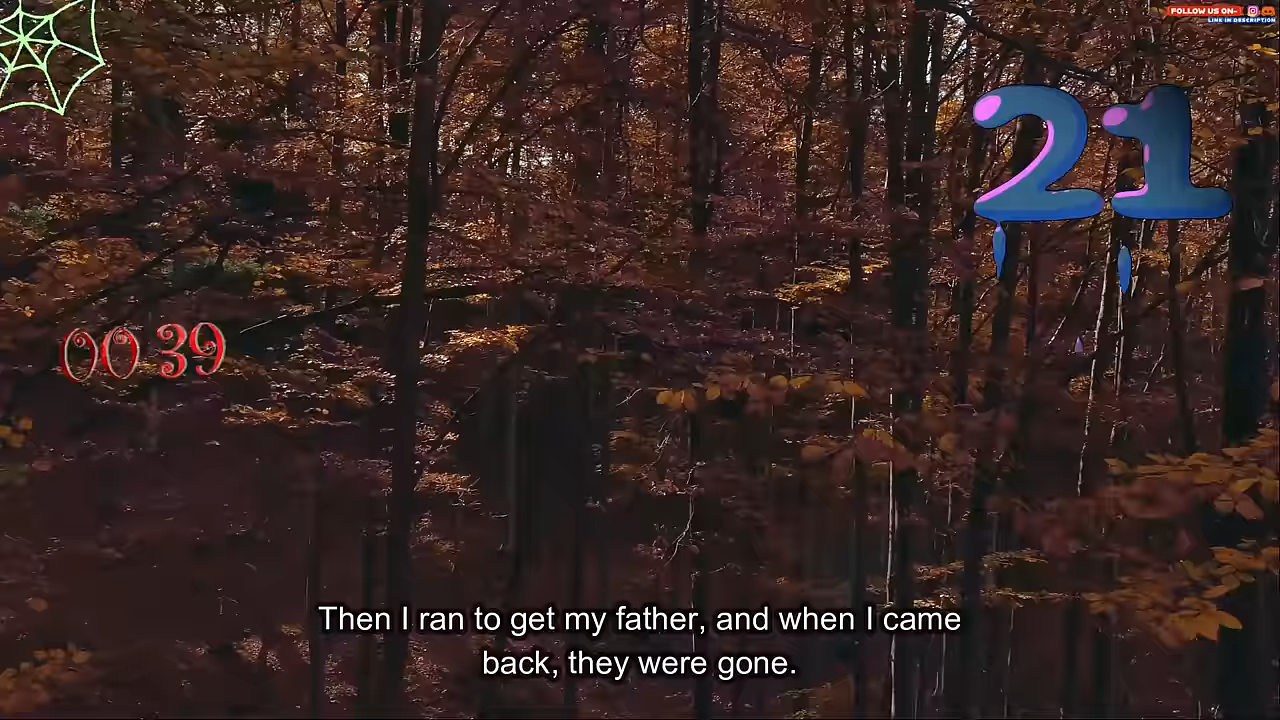 FOLLOW US ON-
LINK IN DESCRIPTION
21
00 39
Then I ran to get my father, and when I came
back, they were gone.